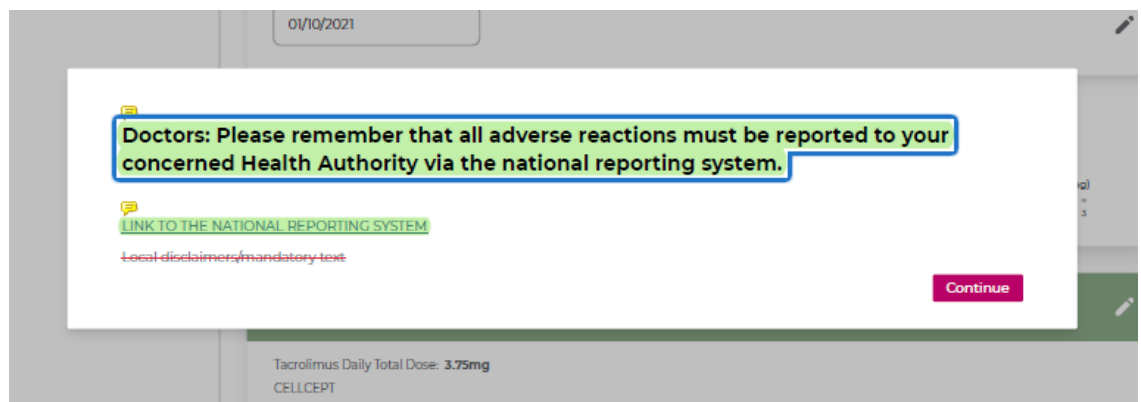 01/10/2021
Doctors: Please remember that all adverse reactions must be reported to your
concerned Health Authority via the national reporting system.
LINK TO THE NATIONAL REPORTING SYSTEM
Local disclaimers/mandatory text
Continue
Tacrolimus Daily Total Dose: 3.75mg
CELLCEPT